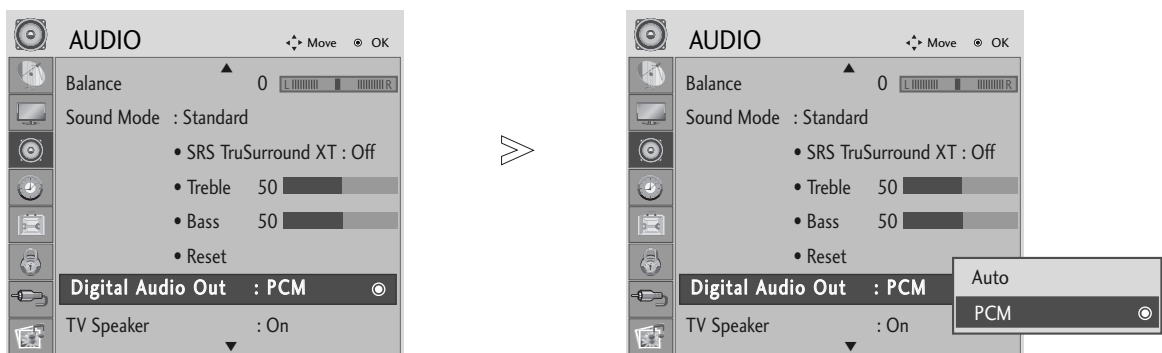 AUDIO Move OK
Balance 0 L R
Sound Mode : Standard
• SRS TruSurround XT : Off
• Treble 50
• Bass 50
• Reset
Digital Audio Out : PCM
TV Speaker : On
AUDIO Move OK
Balance 0 L R
Sound Mode : Standard
• SRS TruSurround XT : Off
• Treble 50
• Bass 50
• Reset
Digital Audio Out : PCM
TV Speaker : On
Auto
PCM